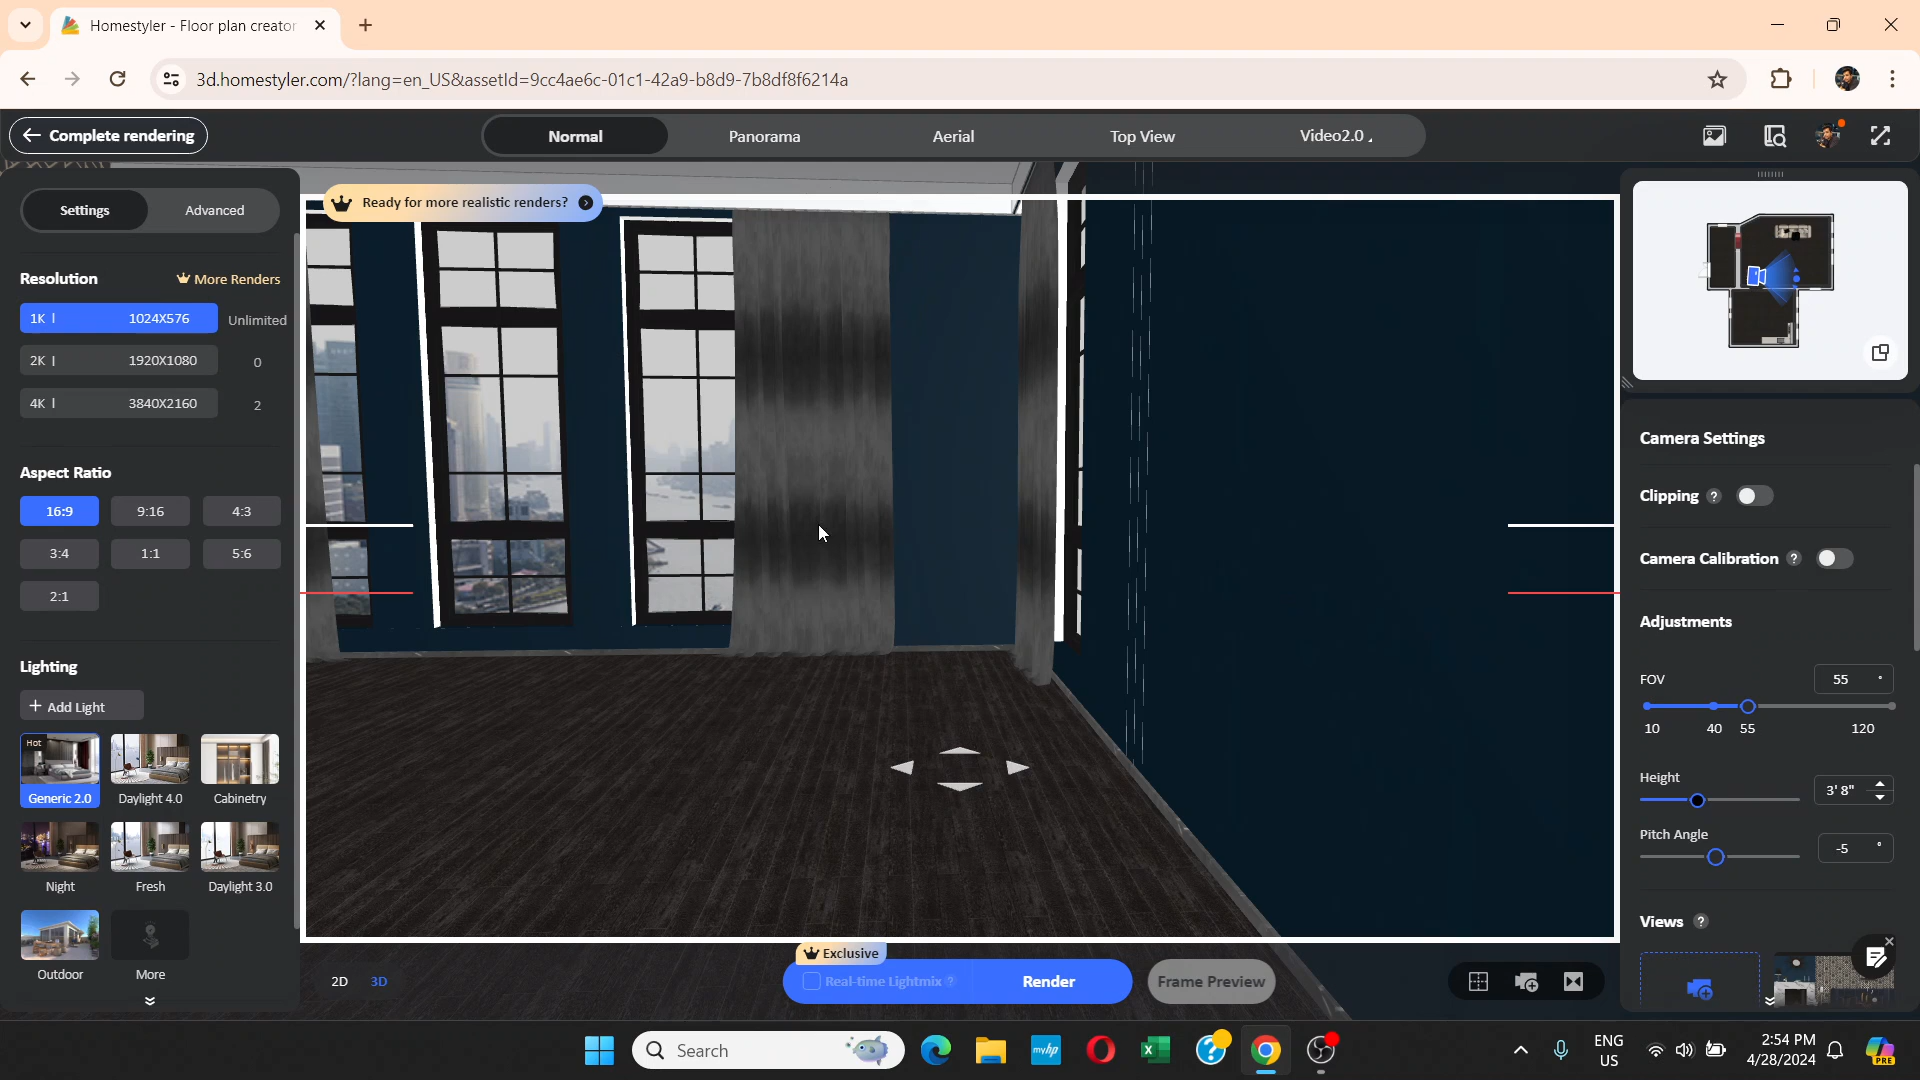 Homestyler - Floor plan creator
3d.homestyler.com/?lang=en_US&assetId=9cc4ae6c-01c1-42a9-b8d9-7b8df8f6214a
Complete rendering
Normal
Panorama
Aerial
Top View
Video2.0
Settings
Advanced
Ready for more realistic renders?
Resolution
More Renders
1K 1024X576 Unlimited
2K 1920X1080 0
4K 3840X2160 2
Aspect Ratio
16:9 9:16 4:3
3:4 1:1 5:6
2:1
Lighting
+ Add Light
Hot
Generic 2.0 Daylight 4.0 Cabinetry
Night Fresh Daylight 3.0
Outdoor More
2D 3D
Exclusive
Real-time Lightmix ?
Render
Frame Preview
Camera Settings
Clipping ?
Camera Calibration ?
Adjustments
FOV 55 °
10 40 55 120
Height
3' 8"
Pitch Angle
-5 °
Views ?
Search
myhp
ENG
US
2:54 PM
4/28/2024
PRE